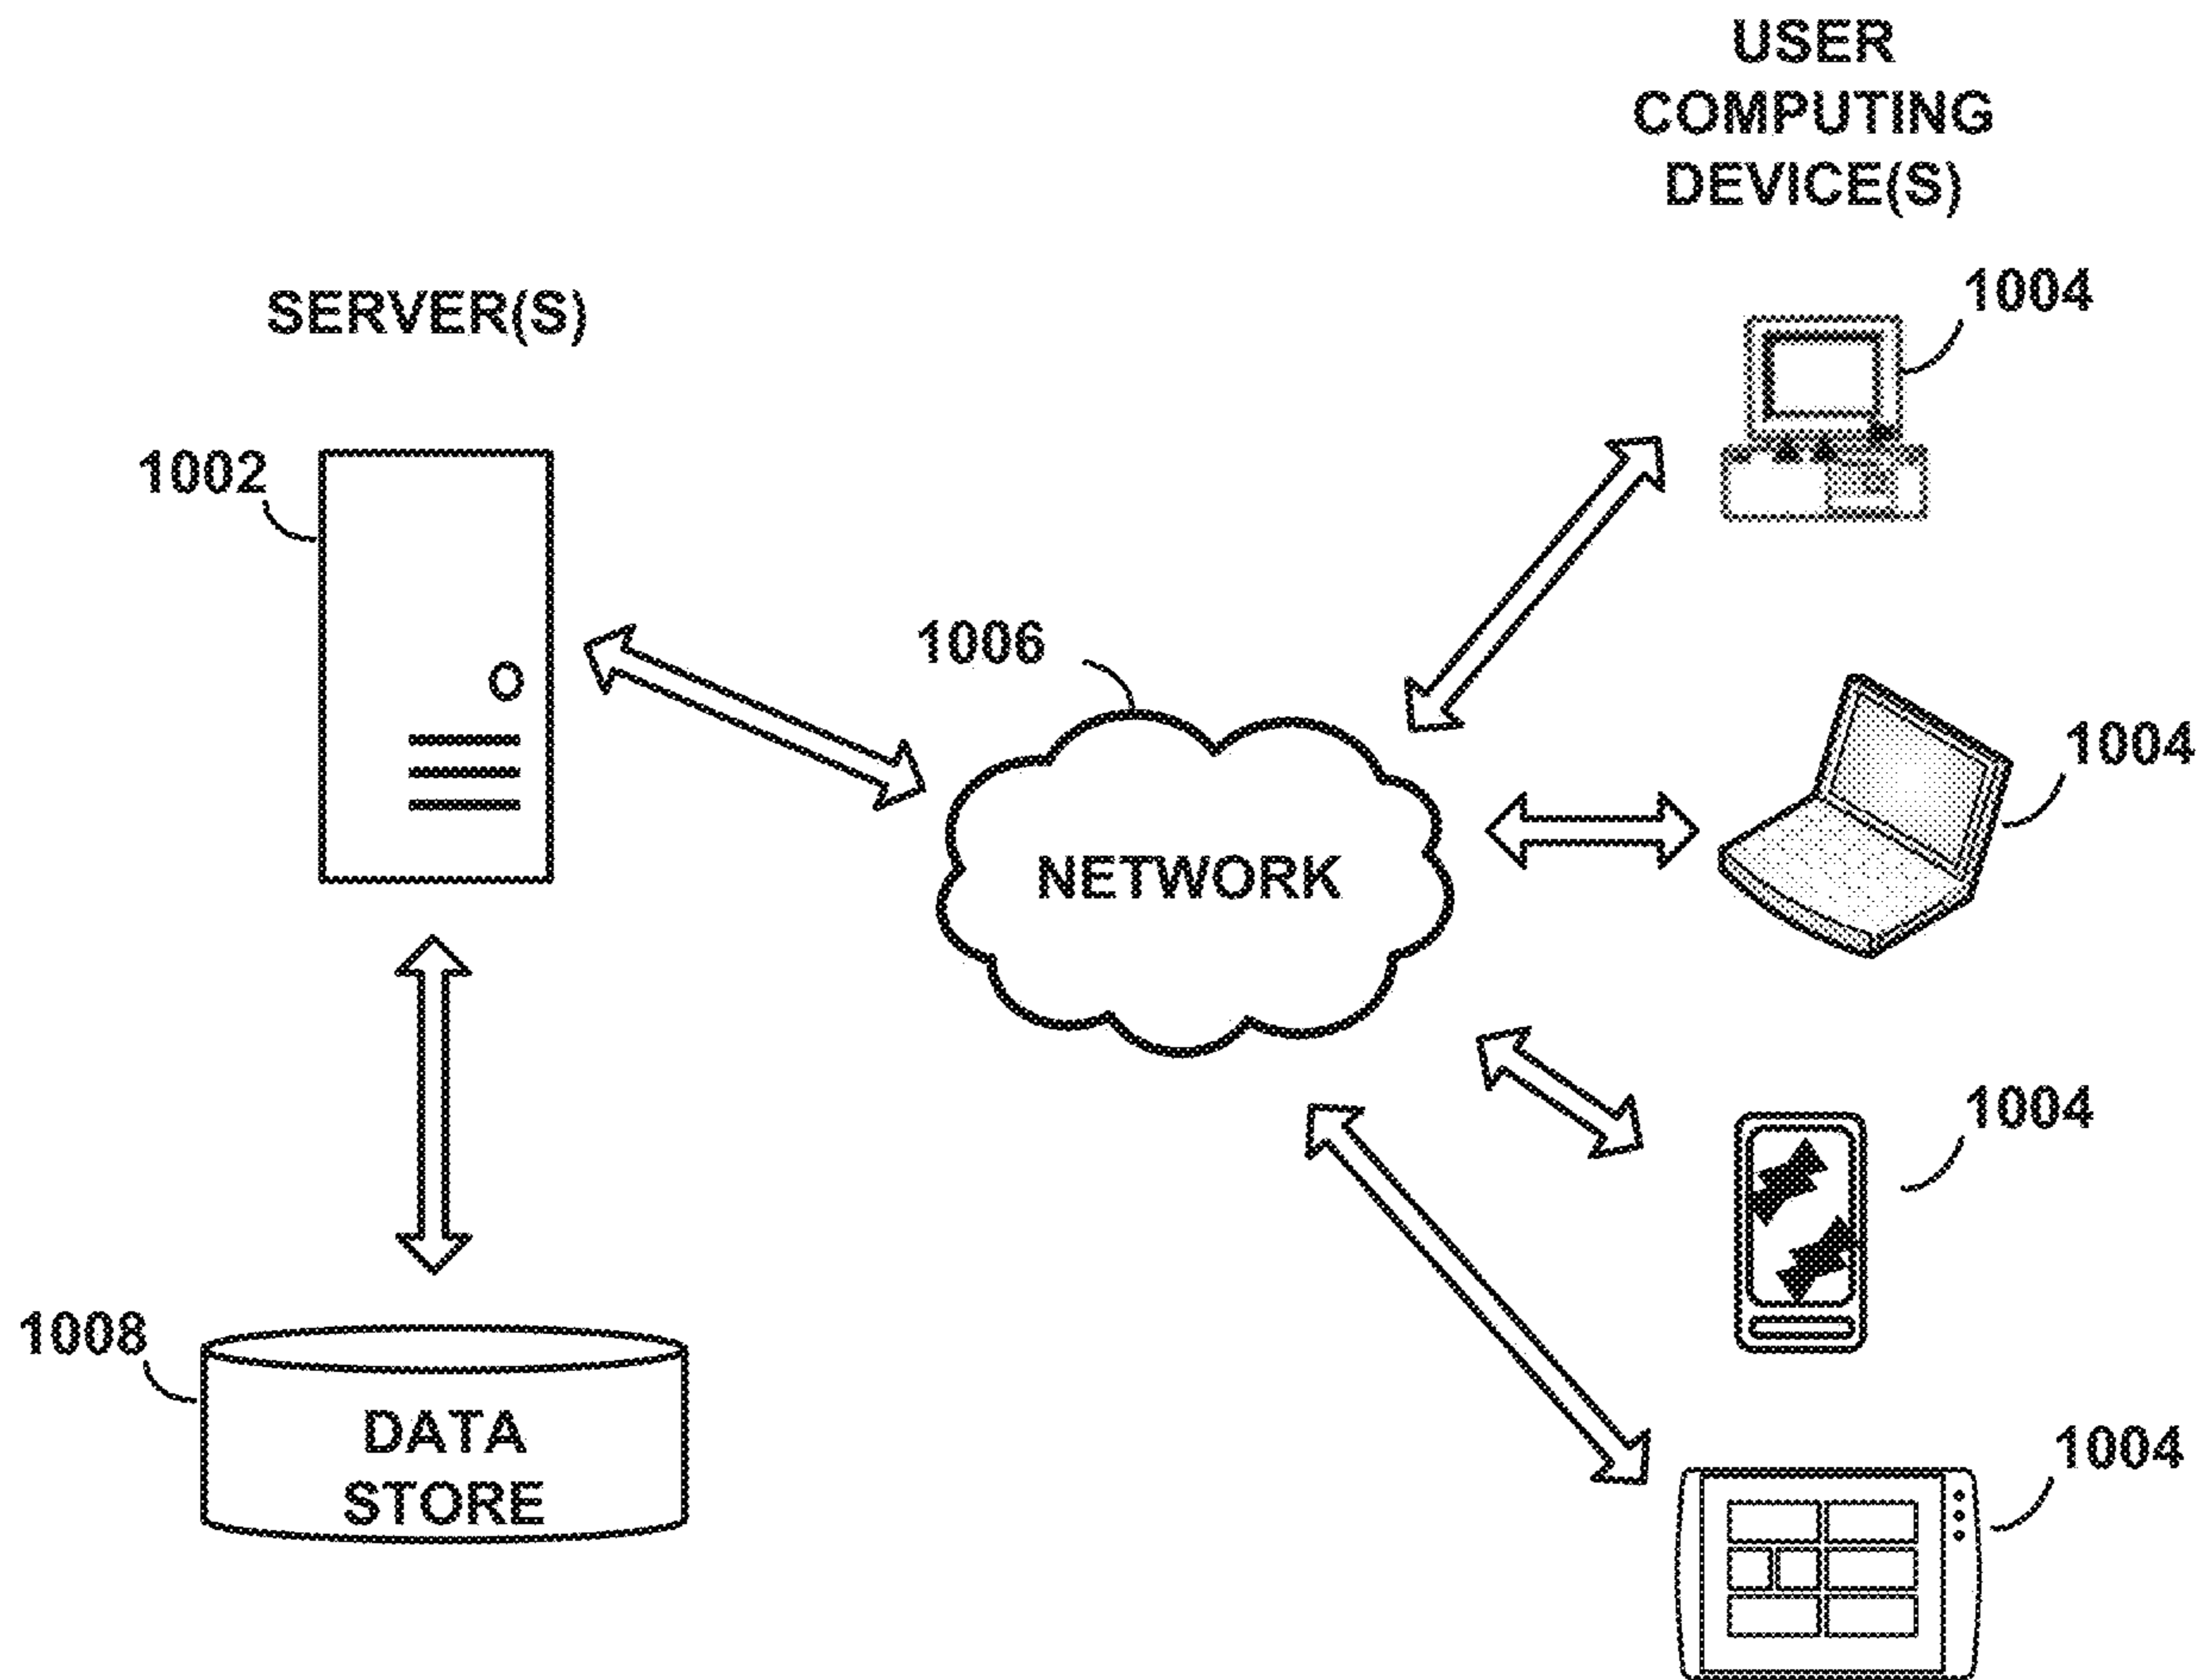 USER
COMPUTING
DEVICE(S)
1004
SERVER(S)
1002
1006
1004
NETWORK
1004
1008
DATA
STORE
1004